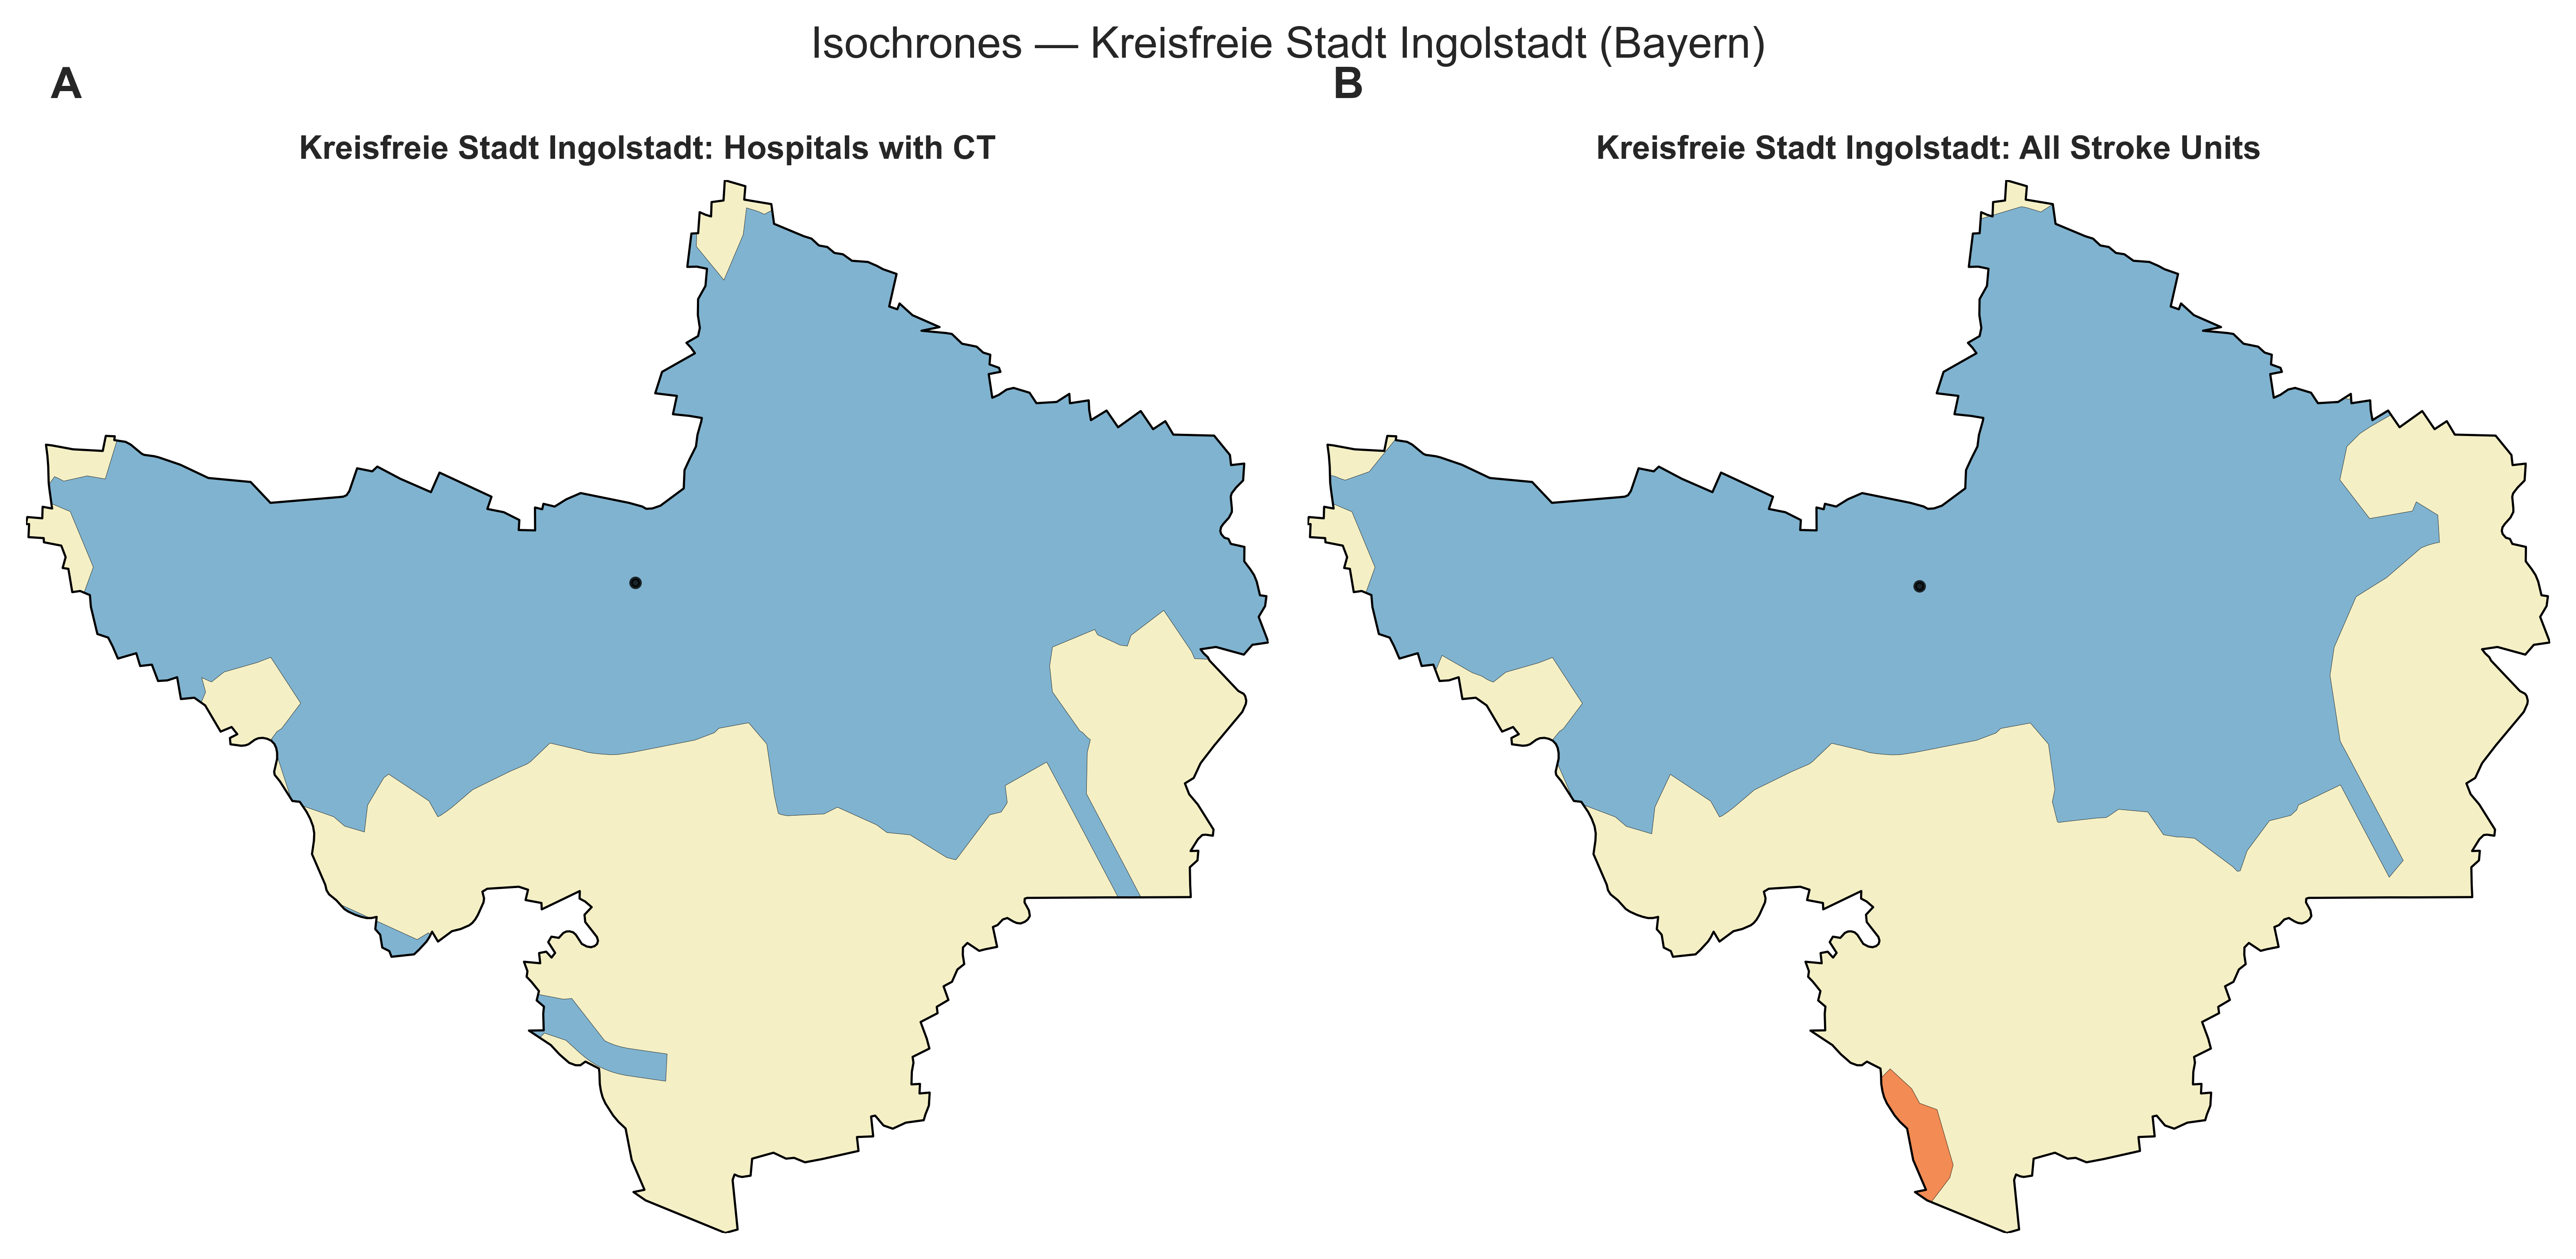 Isochrones — Kreisfreie Stadt Ingolstadt (Bayern)
A
B
Kreisfreie Stadt Ingolstadt: Hospitals with CT
Kreisfreie Stadt Ingolstadt: All Stroke Units